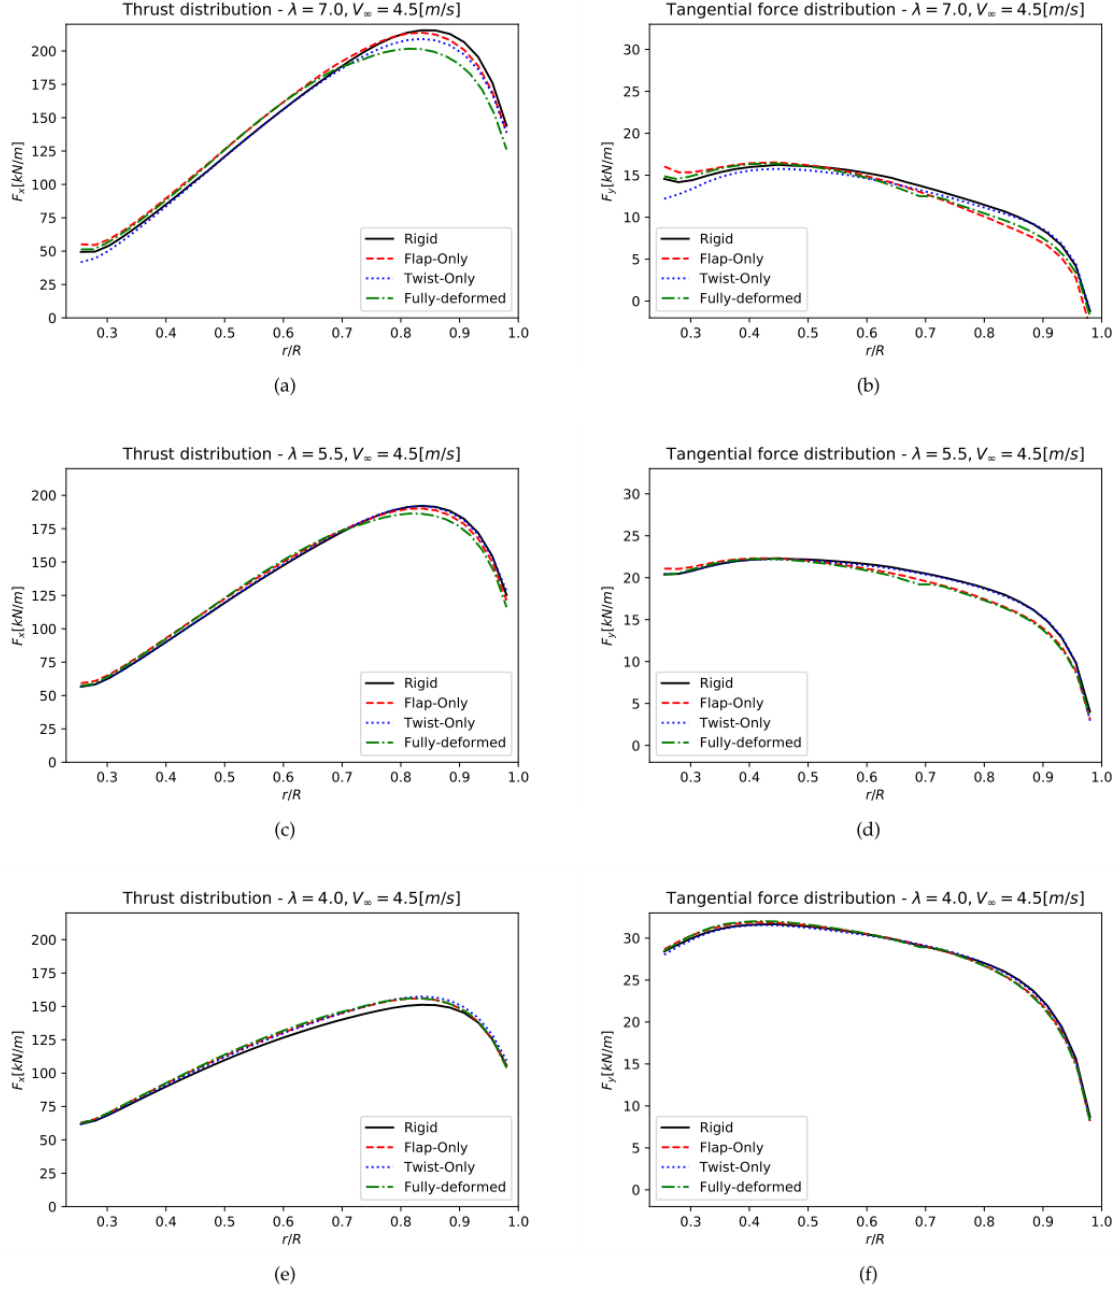 Thrust distribution - λ = 7.0, V∞ = 4.5[m/s]
200
175
150
125
100
75
50
25
0
Fx[kN/m]
0.3 0.4 0.5 0.6 0.7 0.8 0.9 1.0
r/R
Rigid
Flap-Only
Twist-Only
Fully-deformed
(a)
Tangential force distribution - λ = 7.0, V∞ = 4.5[m/s]
30
25
20
15
10
5
0
Fy[kN/m]
0.3 0.4 0.5 0.6 0.7 0.8 0.9 1.0
r/R
Rigid
Flap-Only
Twist-Only
Fully-deformed
(b)
Thrust distribution - λ = 5.5, V∞ = 4.5[m/s]
200
175
150
125
100
75
50
25
0
Fx[kN/m]
0.3 0.4 0.5 0.6 0.7 0.8 0.9 1.0
r/R
Rigid
Flap-Only
Twist-Only
Fully-deformed
(c)
Tangential force distribution - λ = 5.5, V∞ = 4.5[m/s]
30
25
20
15
10
5
0
Fy[kN/m]
0.3 0.4 0.5 0.6 0.7 0.8 0.9 1.0
r/R
Rigid
Flap-Only
Twist-Only
Fully-deformed
(d)
Thrust distribution - λ = 4.0, V∞ = 4.5[m/s]
200
175
150
125
100
75
50
25
0
Fx[kN/m]
0.3 0.4 0.5 0.6 0.7 0.8 0.9 1.0
r/R
Rigid
Flap-Only
Twist-Only
Fully-deformed
(e)
Tangential force distribution - λ = 4.0, V∞ = 4.5[m/s]
30
25
20
15
10
5
0
Fy[kN/m]
0.3 0.4 0.5 0.6 0.7 0.8 0.9 1.0
r/R
Rigid
Flap-Only
Twist-Only
Fully-deformed
(f)